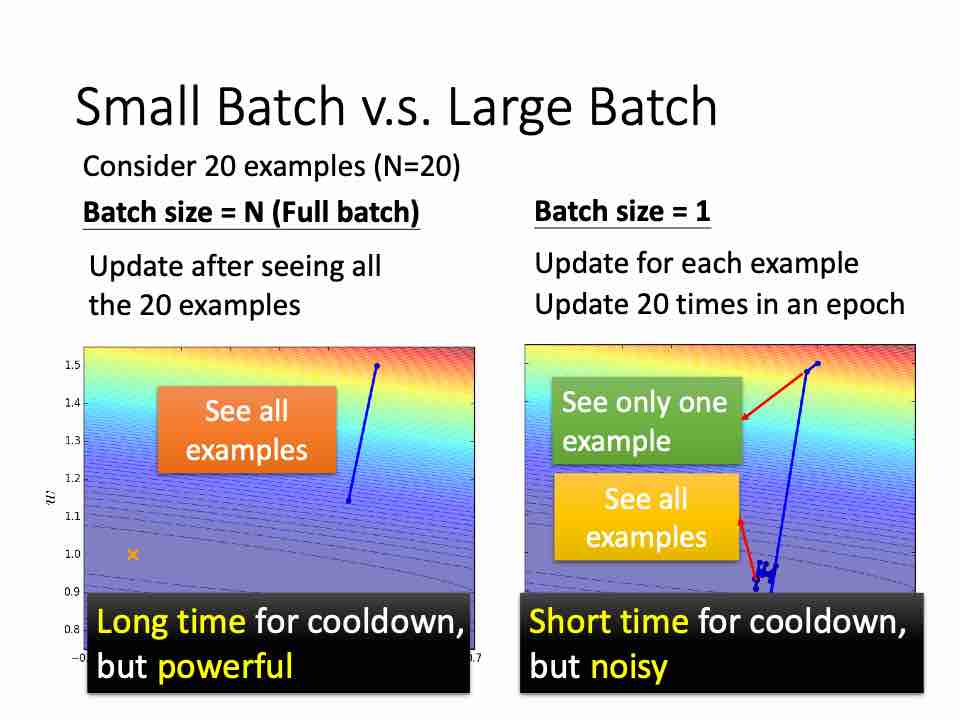 Small Batch v.s. Large Batch
Consider 20 examples (N=20)
Batch size = N (Full batch)
Update after seeing all
the 20 examples
Batch size = 1
Update for each example
Update 20 times in an epoch
1.5
1.4
1.3
1.2
1.1
1.0
0.9
0.8
w
See all
examples
Long time for cooldown,
but powerful
See only one
example
See all
examples
Short time for cooldown,
but noisy